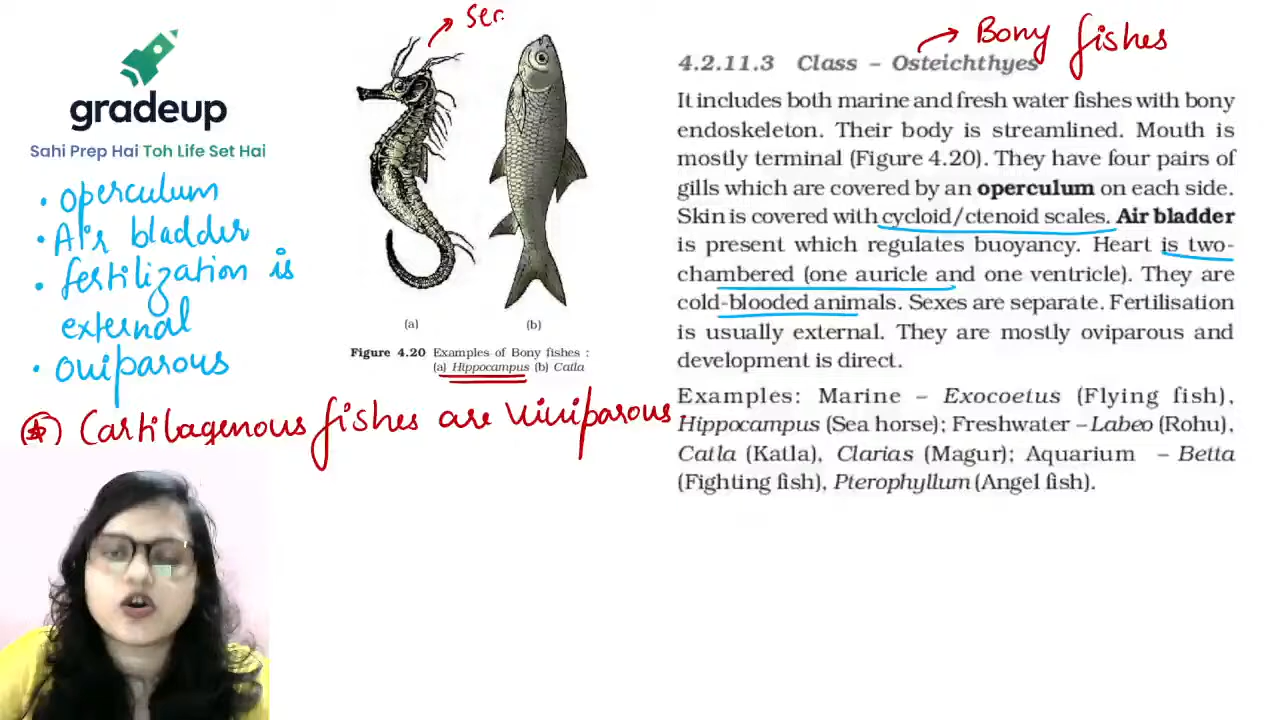 gradeup
Sahi Prep Hai Toh Life Set Hai
• operculum
• Air bladder
• fertilization is
external
• oviparous
Ser
(a)
(b)
Figure 4.20 Examples of Bony fishes :
(a) Hippocampus (b) Catla
Cartilagenous fishes are viviparous.
Bony fishes
4.2.11.3 Class – Osteichthyes
It includes both marine and fresh water fishes with bony
endoskeleton. Their body is streamlined. Mouth is
mostly terminal (Figure 4.20). They have four pairs of
gills which are covered by an operculum on each side.
Skin is covered with cycloid/ctenoid scales. Air bladder
is present which regulates buoyancy. Heart is two-
chambered (one auricle and one ventricle). They are
cold-blooded animals. Sexes are separate. Fertilisation
is usually external. They are mostly oviparous and
development is direct.
Examples: Marine – Exocoetus (Flying fish),
Hippocampus (Sea horse); Freshwater – Labeo (Rohu),
Catla (Katla), Clarias (Magur); Aquarium – Betta
(Fighting fish), Pterophyllum (Angel fish).